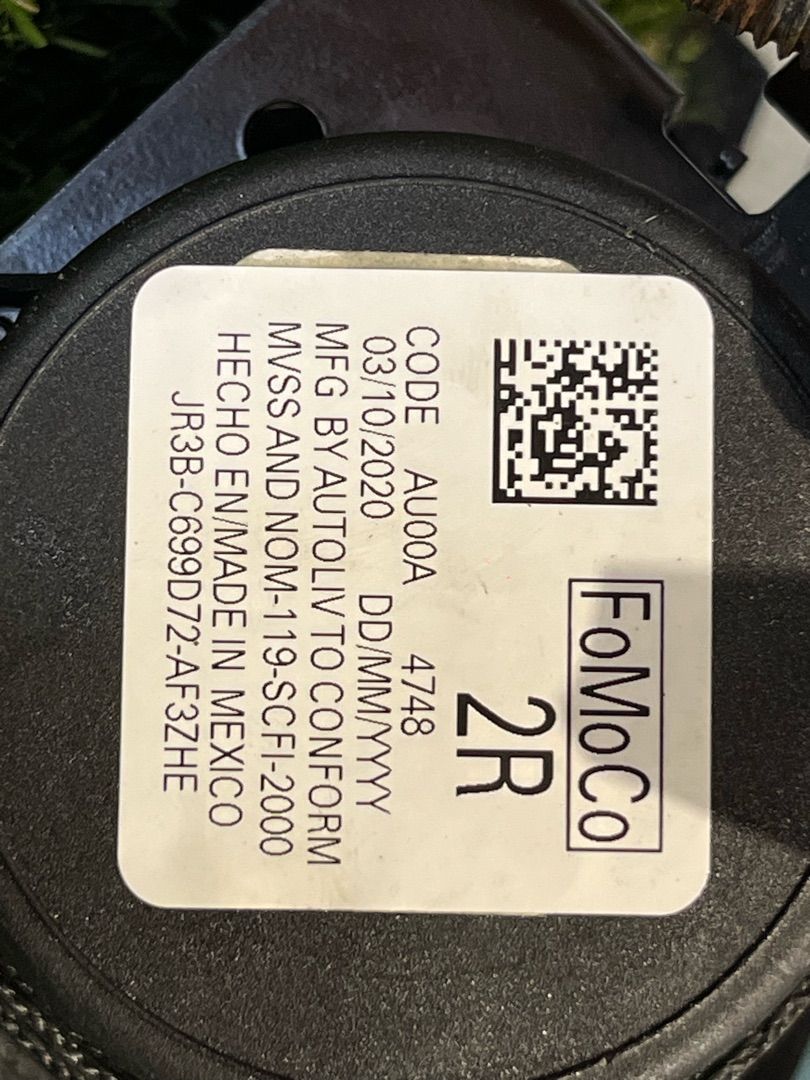 FoMoCo
2R
CODE AU00A 4748
03/10/2020 DD/MM/YYYY
MFG BY AUTOLIV TO CONFORM
MVSS AND NOM-119-SCFI-2000
HECHO EN/MADE IN MEXICO
JR3B-C699D72-AF3ZHE